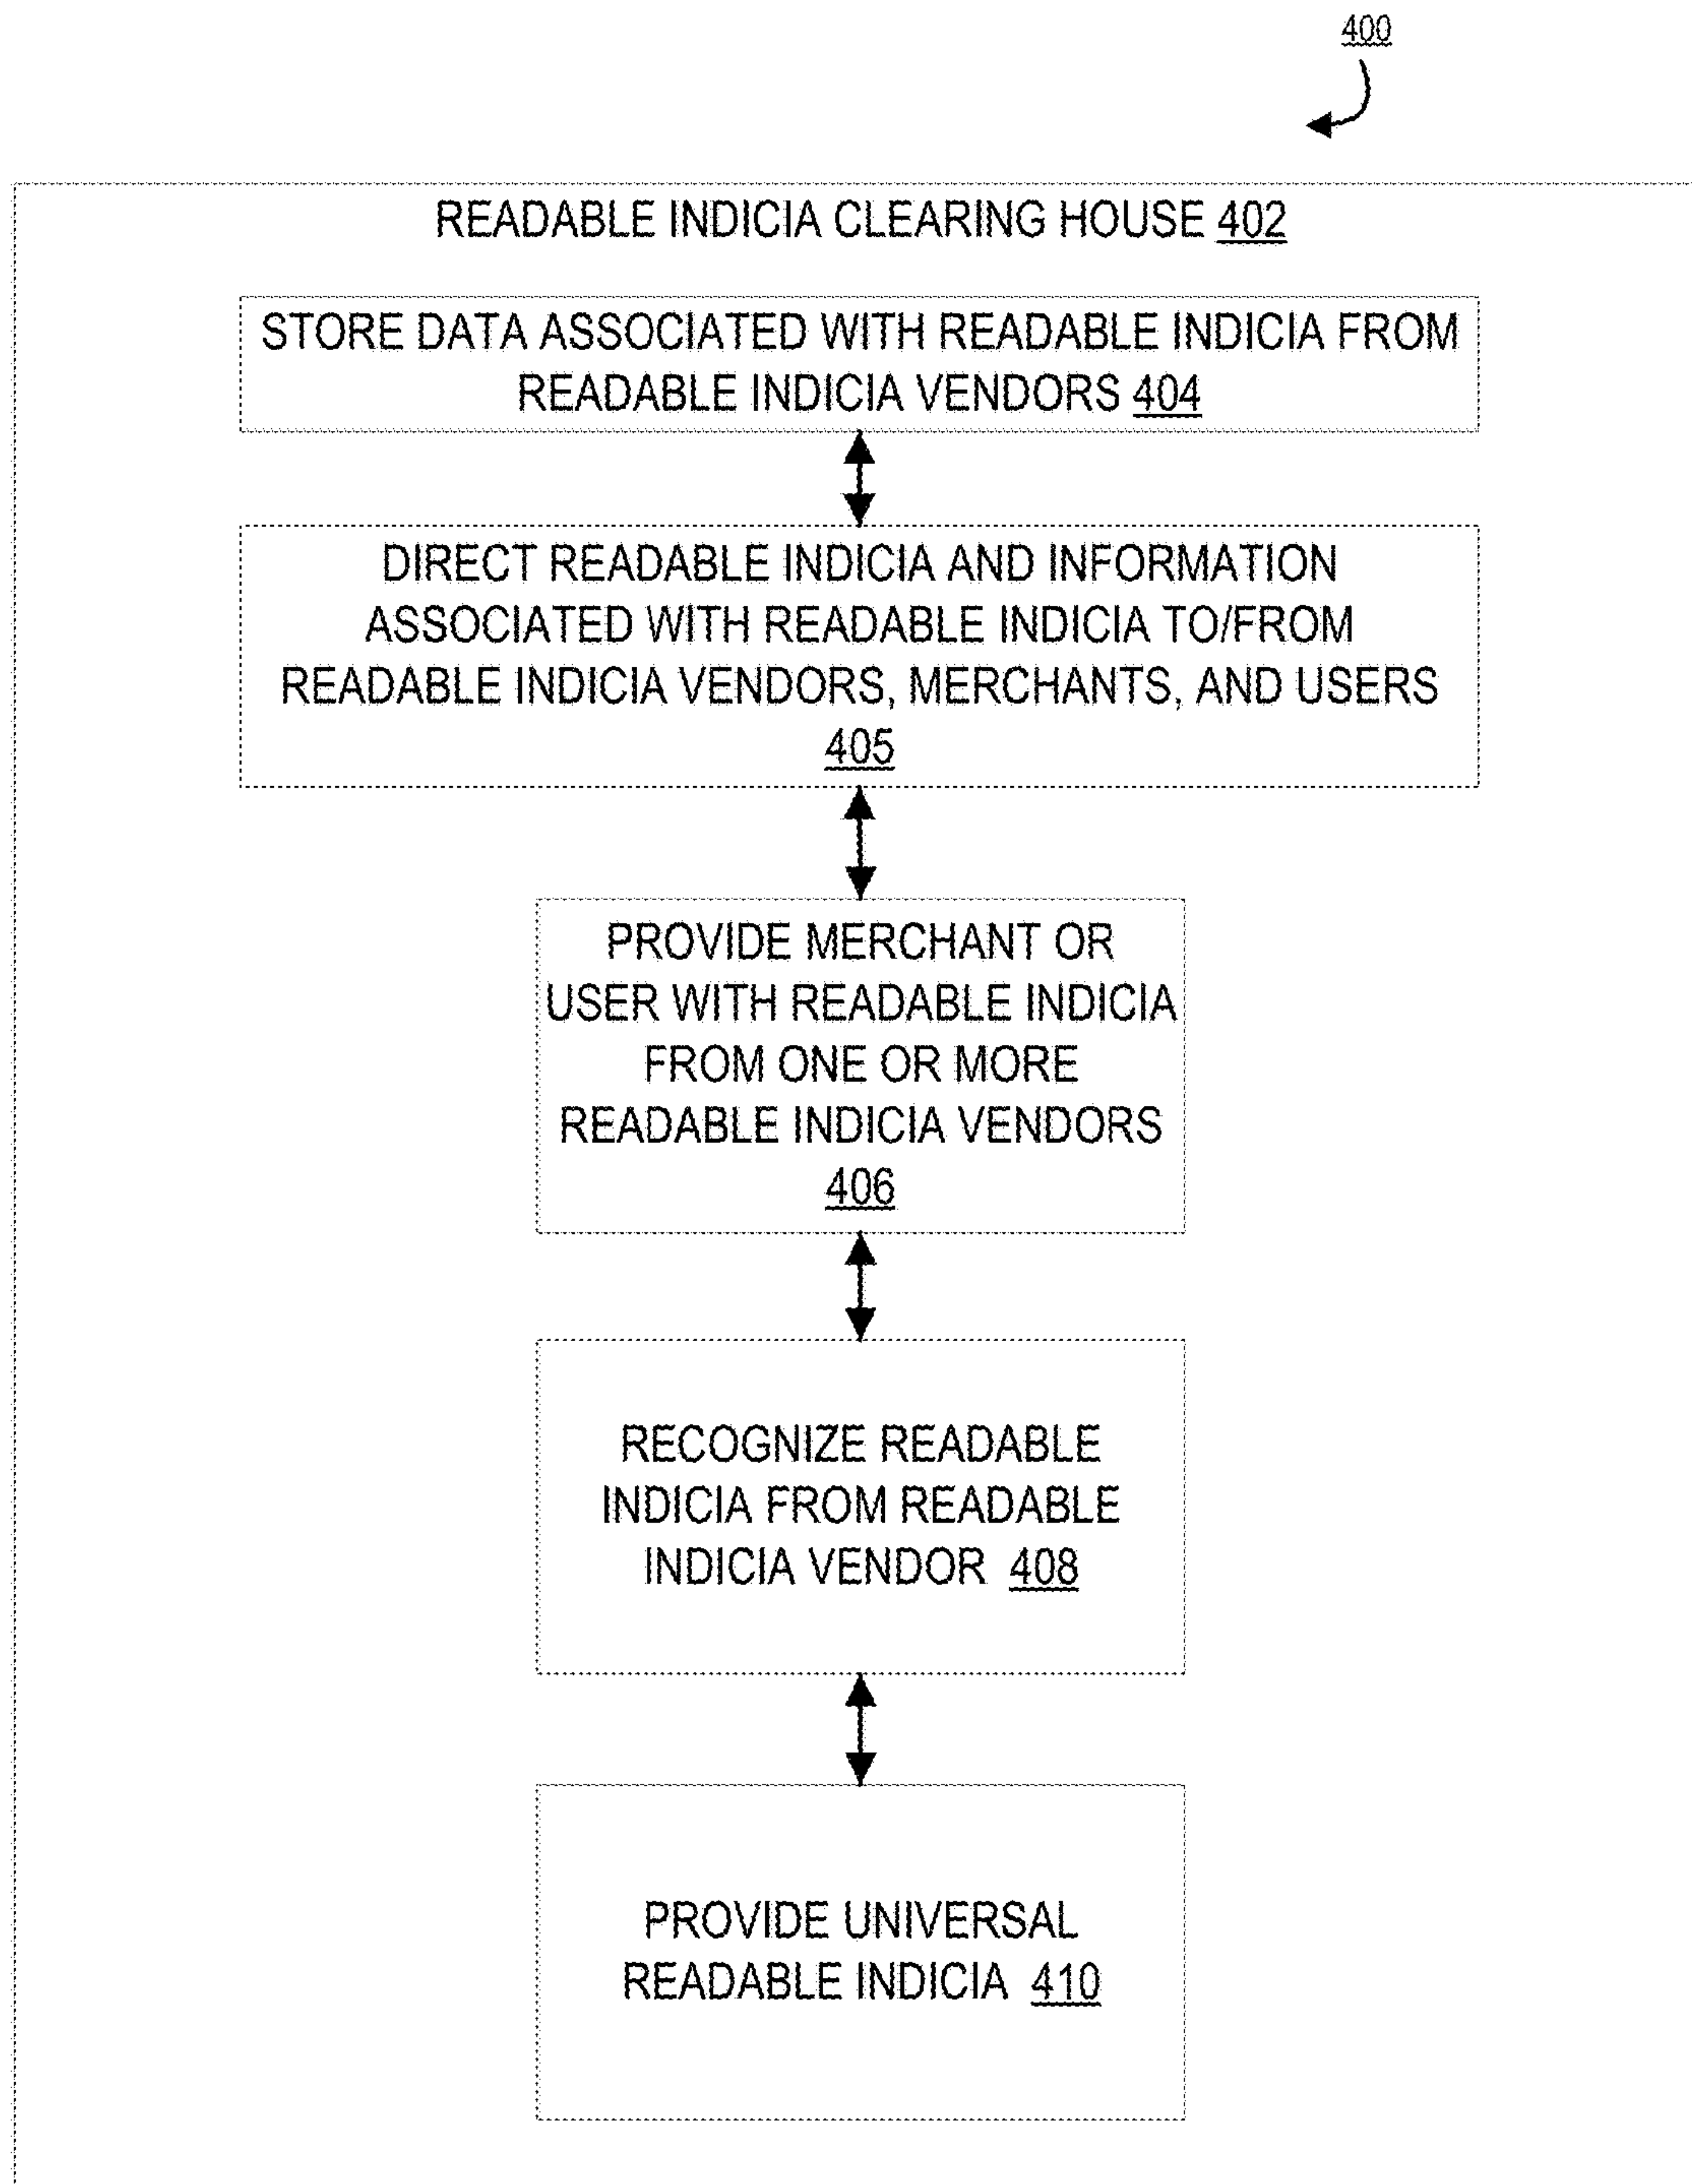 400
READABLE INDICIA CLEARING HOUSE 402
STORE DATA ASSOCIATED WITH READABLE INDICIA FROM
READABLE INDICIA VENDORS 404
DIRECT READABLE INDICIA AND INFORMATION
ASSOCIATED WITH READABLE INDICIA TO/FROM
READABLE INDICIA VENDORS, MERCHANTS, AND USERS
405
PROVIDE MERCHANT OR
USER WITH READABLE INDICIA
FROM ONE OR MORE
READABLE INDICIA VENDORS
406
RECOGNIZE READABLE
INDICIA FROM READABLE
INDICIA VENDOR 408
PROVIDE UNIVERSAL
READABLE INDICIA 410